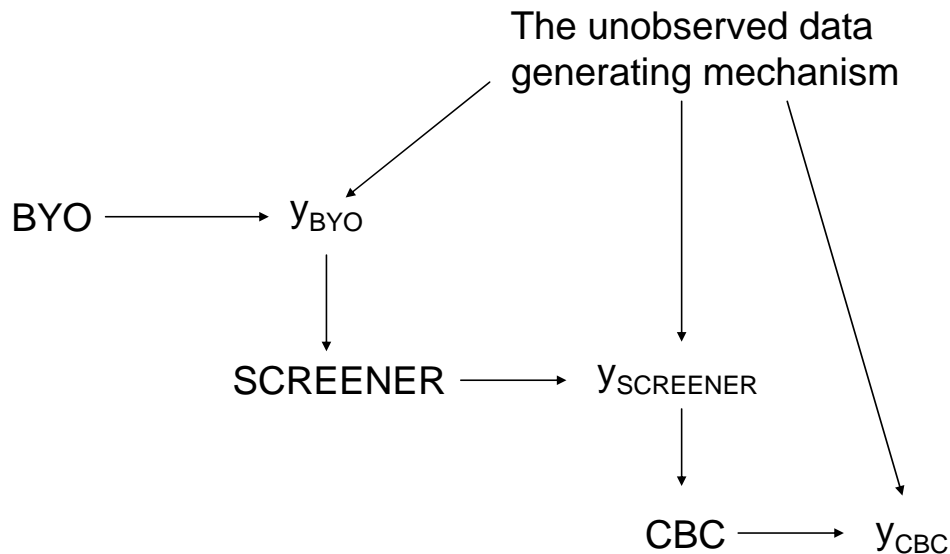 The unobserved data
generating mechanism
BYO
yBYO
SCREENER
ySCREENER
CBC
yCBC